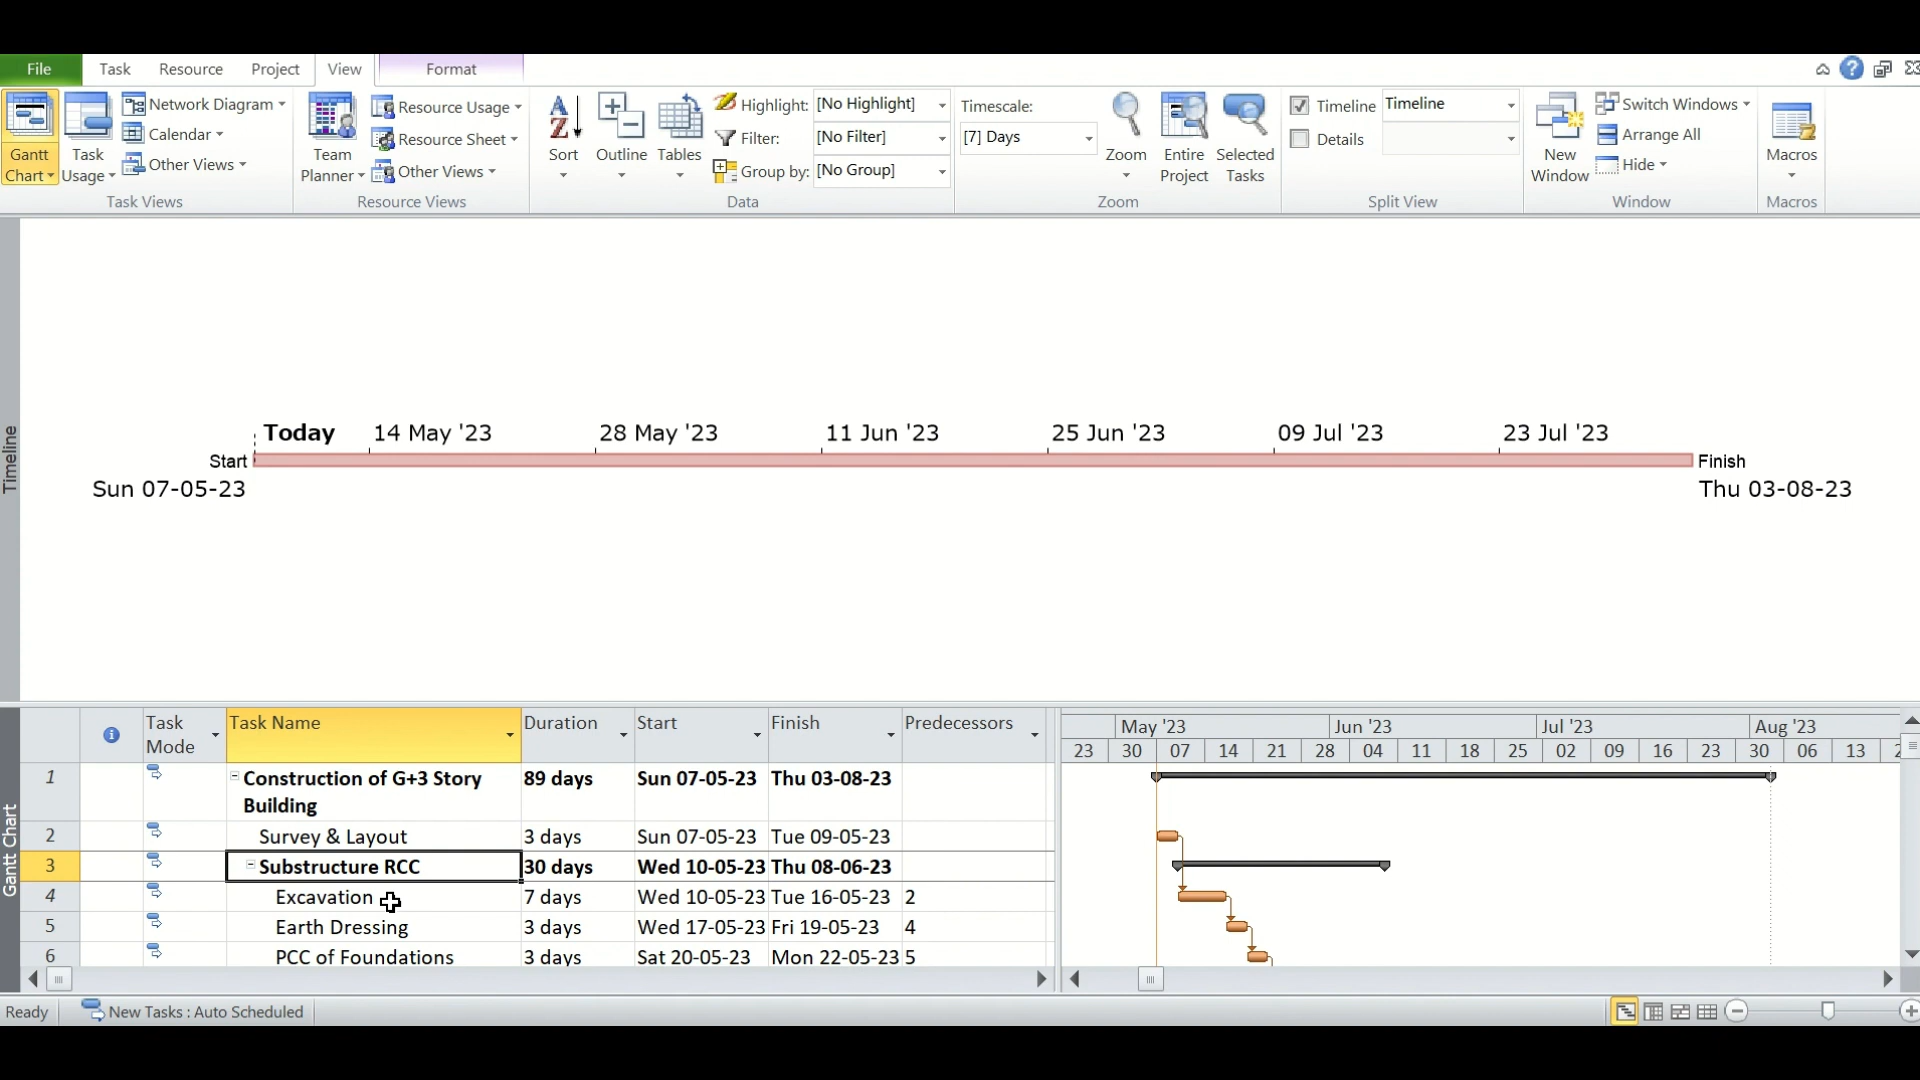 File Task Resource Project View Format
Gantt Chart
Task Usage
Network Diagram
Calendar
Other Views
Task Views
Team Planner
Resource Usage
Resource Sheet
Other Views
Resource Views
Sort
Outline
Tables
Highlight: [No Highlight]
Filter: [No Filter]
Group by: [No Group]
Data
Timescale:
[7] Days
Zoom
Entire Project
Selected Tasks
Zoom
Timeline Timeline
Details
Split View
New Window
Switch Windows
Arrange All
Hide
Window
Macros
Macros
Timeline
Today 14 May '23 28 May '23 11 Jun '23 25 Jun '23 09 Jul '23 23 Jul '23
Start Finish
Sun 07-05-23 Thu 03-08-23
Gantt Chart
Task Mode Task Name Duration Start Finish Predecessors
May '23 Jun '23 Jul '23 Aug '23
23 30 07 14 21 28 04 11 18 25 02 09 16 23 30 06 13
1 Construction of G+3 Story Building 89 days Sun 07-05-23 Thu 03-08-23
2 Survey & Layout 3 days Sun 07-05-23 Tue 09-05-23
3 Substructure RCC 30 days Wed 10-05-23 Thu 08-06-23
4 Excavation 7 days Wed 10-05-23 Tue 16-05-23 2
5 Earth Dressing 3 days Wed 17-05-23 Fri 19-05-23 4
6 PCC of Foundations 3 days Sat 20-05-23 Mon 22-05-23 5
Ready New Tasks : Auto Scheduled